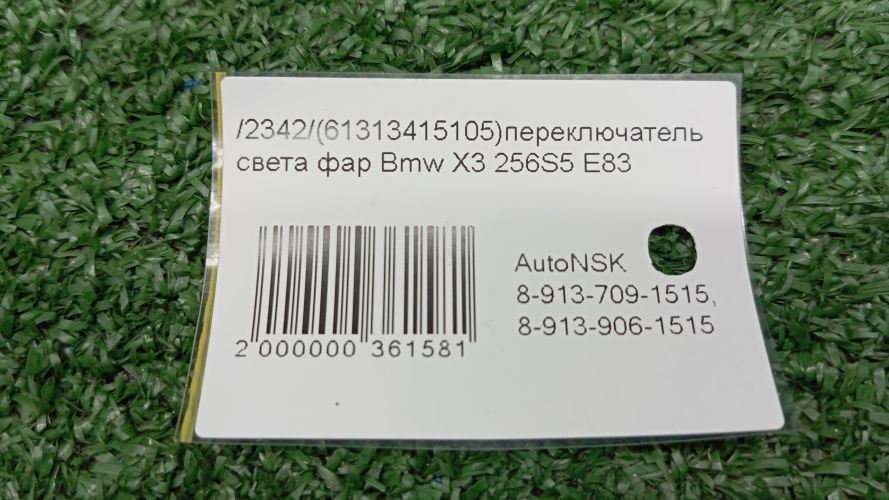 /2342/(61313415105)переключатель
света фар Bmw X3 256S5 E83
AutoNSK
8-913-709-1515,
8-913-906-1515
2 000000 361581